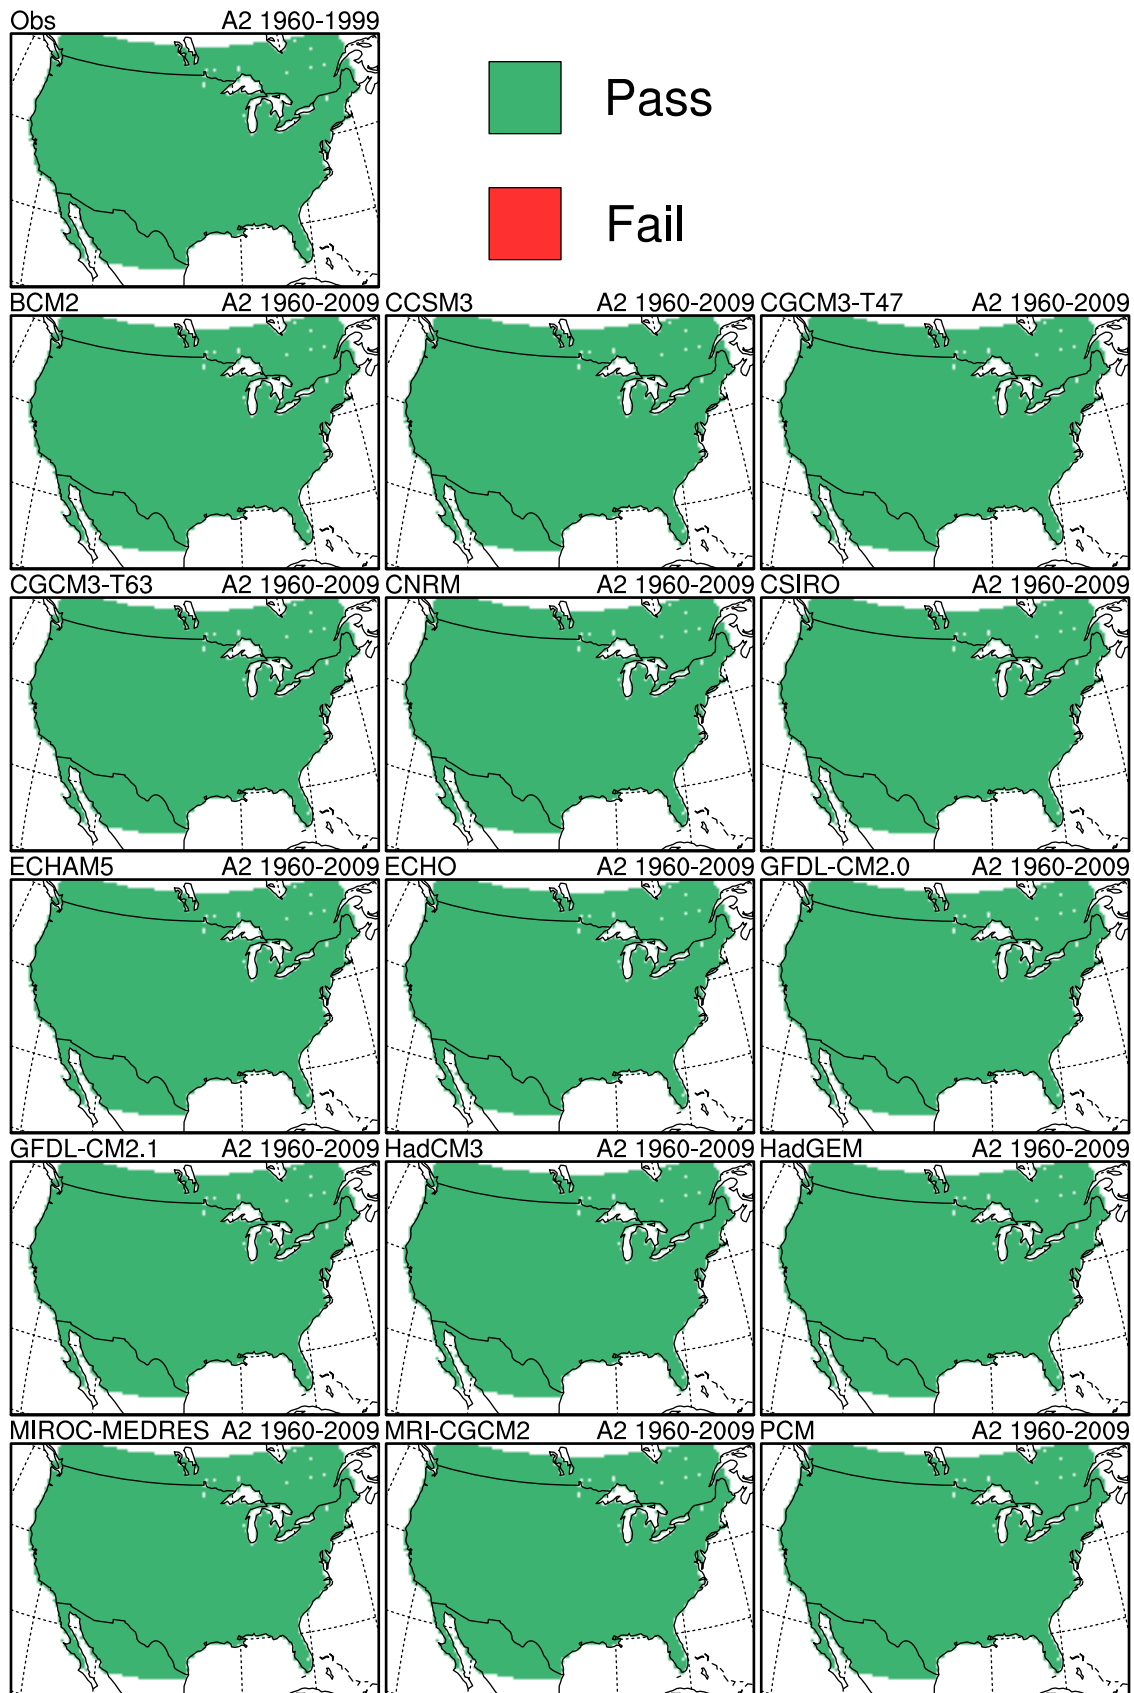 Obs A2 1960-1999
Pass
Fail
BCM2 A2 1960-2009 CCSM3 A2 1960-2009 CGCM3-T47 A2 1960-2009
CGCM3-T63 A2 1960-2009 CNRM A2 1960-2009 CSIRO A2 1960-2009
ECHAM5 A2 1960-2009 ECHO A2 1960-2009 GFDL-CM2.0 A2 1960-2009
GFDL-CM2.1 A2 1960-2009 HadCM3 A2 1960-2009 HadGEM A2 1960-2009
MIROC-MEDRES A2 1960-2009 MRI-CGCM2 A2 1960-2009 PCM A2 1960-2009